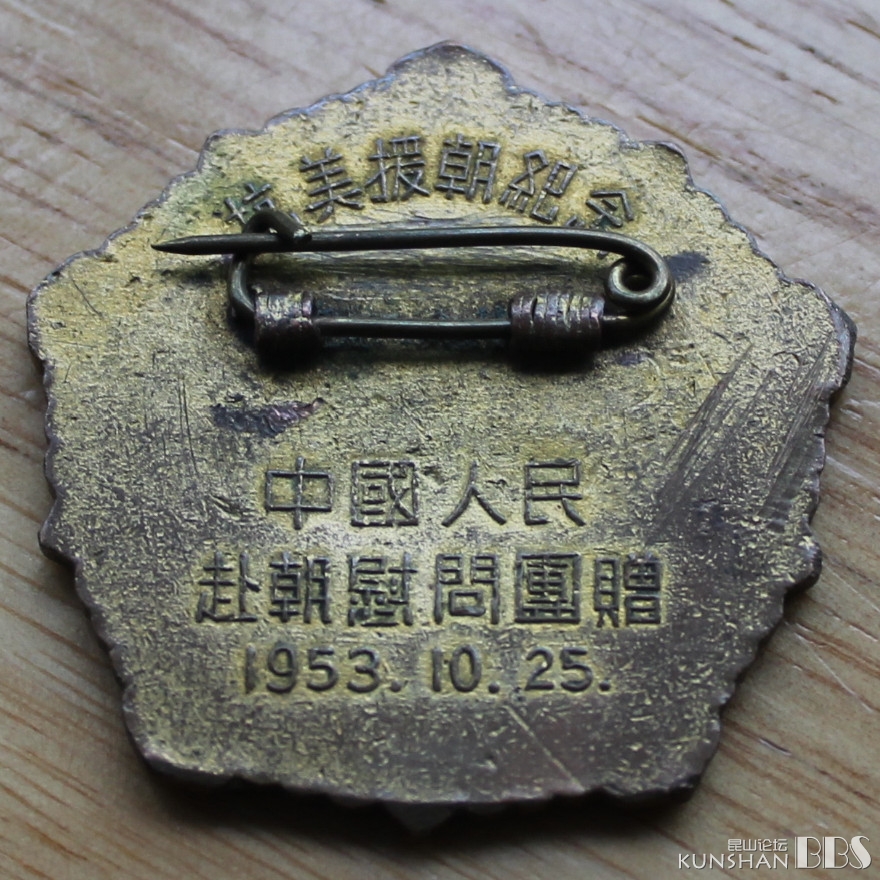 抗美援朝紀念
中國人民
赴朝慰問團贈
1953.10.25.
昆山论坛
KUNSHAN BBS